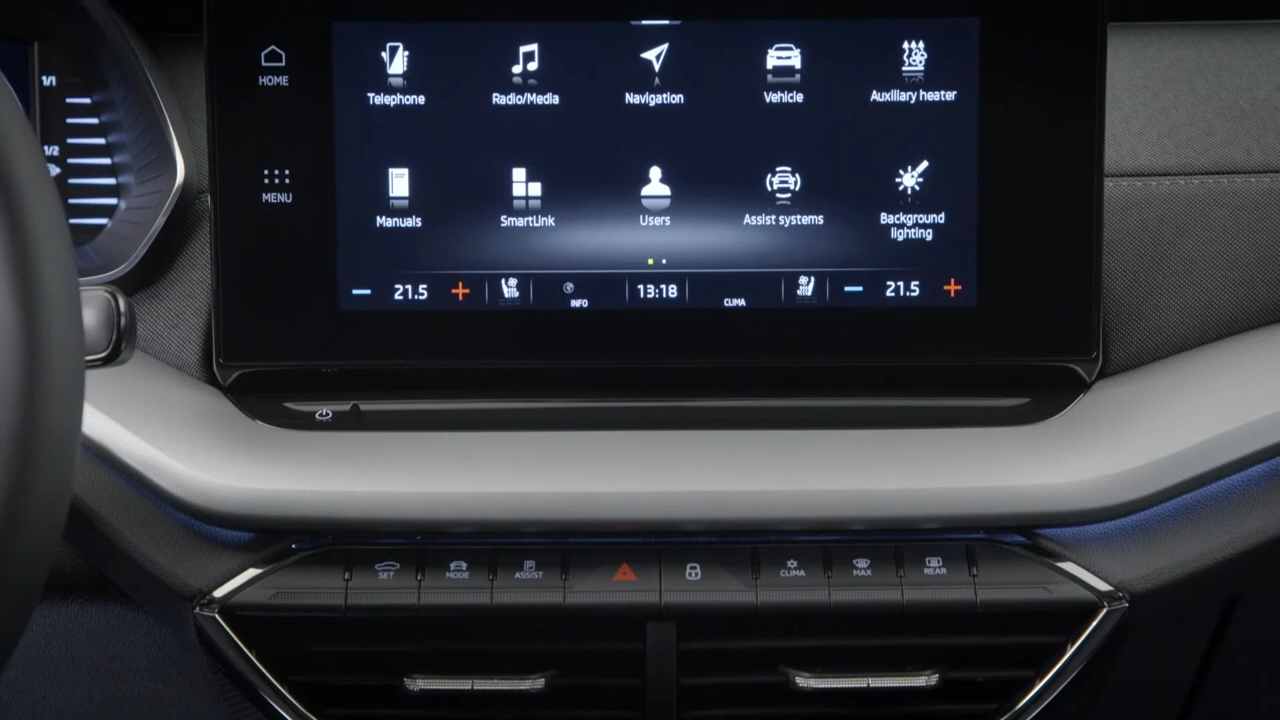 1/1
1/2
HOME
MENU
Telephone
Radio/Media
Navigation
Vehicle
Auxiliary heater
Manuals
SmartLink
Users
Assist systems
Background
lighting
21.5
INFO
13:18
CLIMA
21.5
SET
MODE
P
ASSIST
CLIMA
MAX
REAR